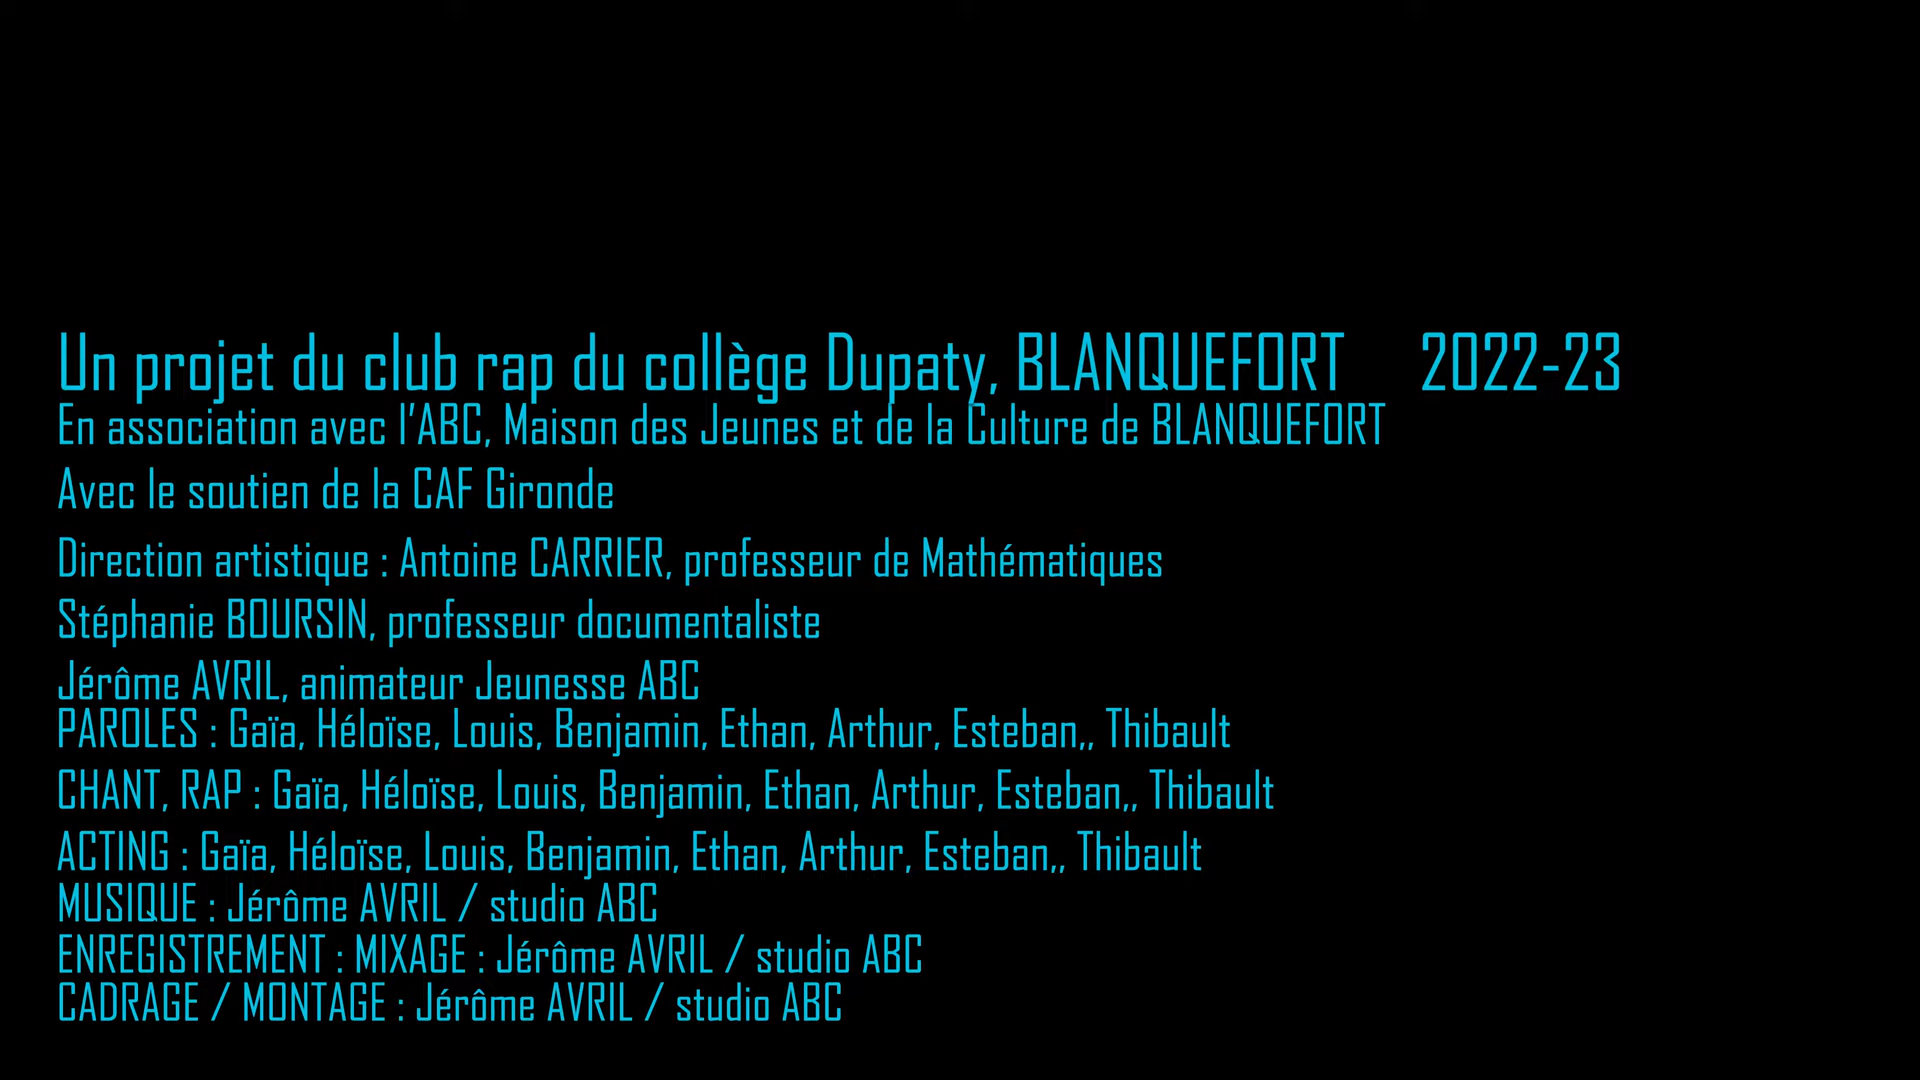 Un projet du club rap du collège Dupaty, BLANQUEFORT 2022-23
En association avec l'ABC, Maison des Jeunes et de la Culture de BLANQUEFORT
Avec le soutien de la CAF Gironde
Direction artistique : Antoine CARRIER, professeur de Mathématiques
Stéphanie BOURSIN, professeur documentaliste
Jérôme AVRIL, animateur Jeunesse ABC
PAROLES : Gaïa, Héloïse, Louis, Benjamin, Ethan, Arthur, Esteban,, Thibault
CHANT, RAP : Gaïa, Héloïse, Louis, Benjamin, Ethan, Arthur, Esteban,, Thibault
ACTING : Gaïa, Héloïse, Louis, Benjamin, Ethan, Arthur, Esteban,, Thibault
MUSIQUE : Jérôme AVRIL / studio ABC
ENREGISTREMENT : MIXAGE : Jérôme AVRIL / studio ABC
CADRAGE / MONTAGE : Jérôme AVRIL / studio ABC